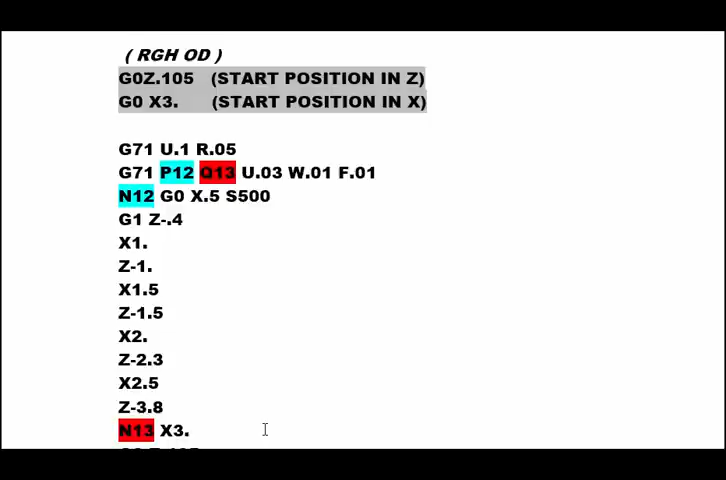 ( RGH OD )
G0Z.105 (START POSITION IN Z)
G0 X3. (START POSITION IN X)
G71 U.1 R.05
G71 P12 Q13 U.03 W.01 F.01
N12 G0 X.5 S500
G1 Z-.4
X1.
Z-1.
X1.5
Z-1.5
X2.
Z-2.3
X2.5
Z-3.8
N13 X3.